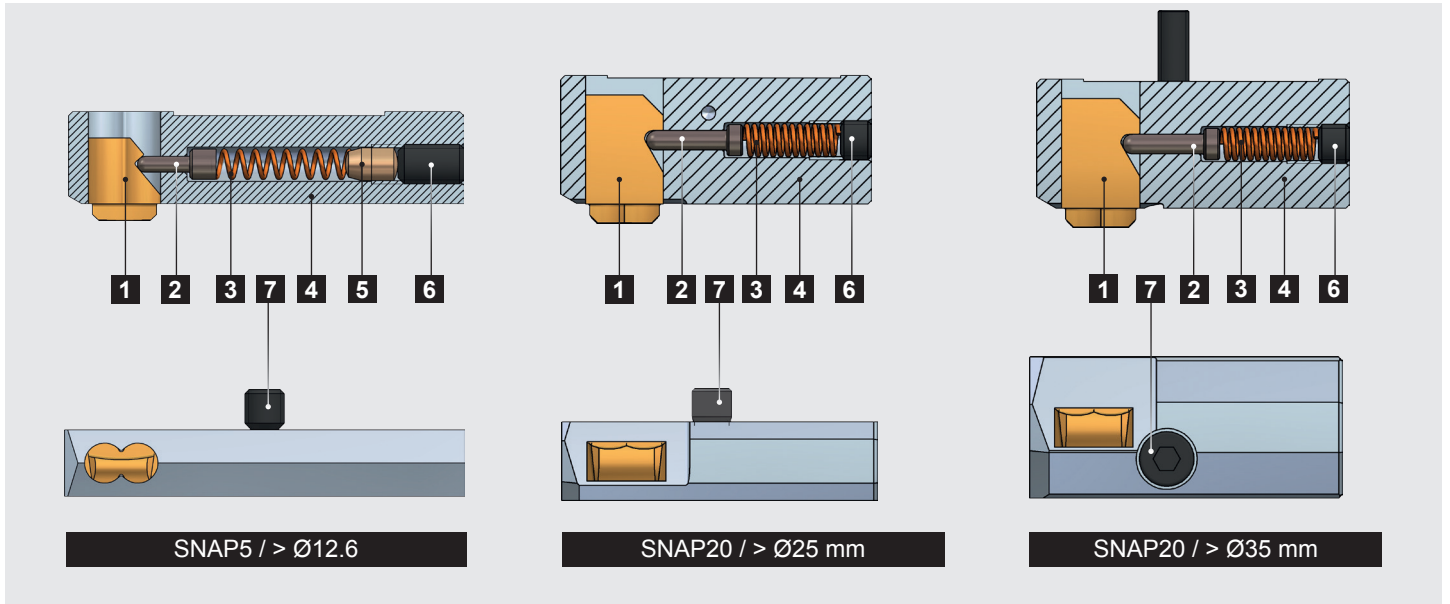 1 2 3 7 4 5 6
1 2 7 3 4 6
1 7 2 3 4 6
SNAP5 / > Ø12.6
SNAP20 / > Ø25 mm
SNAP20 / > Ø35 mm